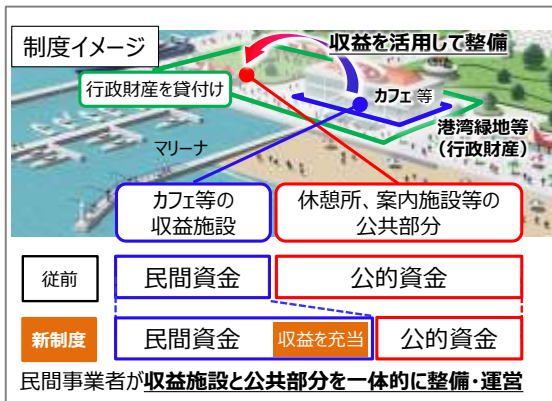 制度イメージ
収益を活用して整備
行政財産を貸付け
カフェ 等
港湾緑地等
（行政財産）
マリーナ
カフェ等の
収益施設
休憩所、案内施設等の
公共部分
従前
民間資金
公的資金
新制度
民間資金
収益を充当
公的資金
民間事業者が収益施設と公共部分を一体的に整備・運営